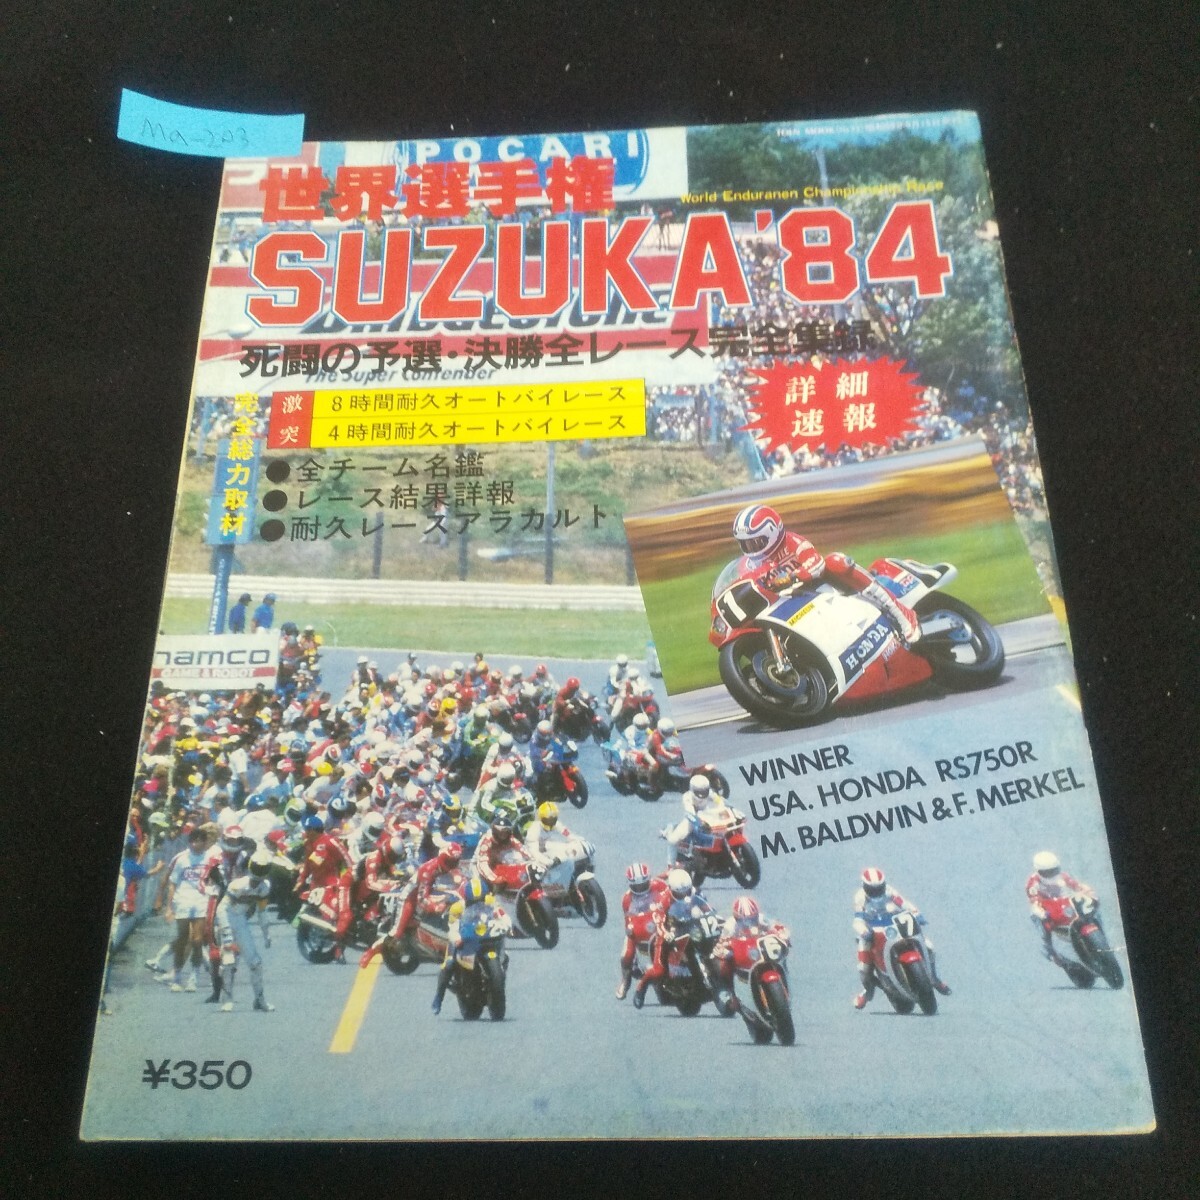 Ma-203
POCARI
世界選手権
World Enduranen Championship Race
SUZUKA '84
死闘の予選・決勝全レース完全集録
The Super Contender
完全総力取材
激突
8時間耐久オートバイレース
4時間耐久オートバイレース
詳細
速報
●全チーム名鑑
●レース結果詳報
●耐久レースアラカルト
namco
GAME & ROBOT
1
HONDA
WINNER
USA. HONDA RS750R
M. BALDWIN & F. MERKEL
12
6
7
2
¥350